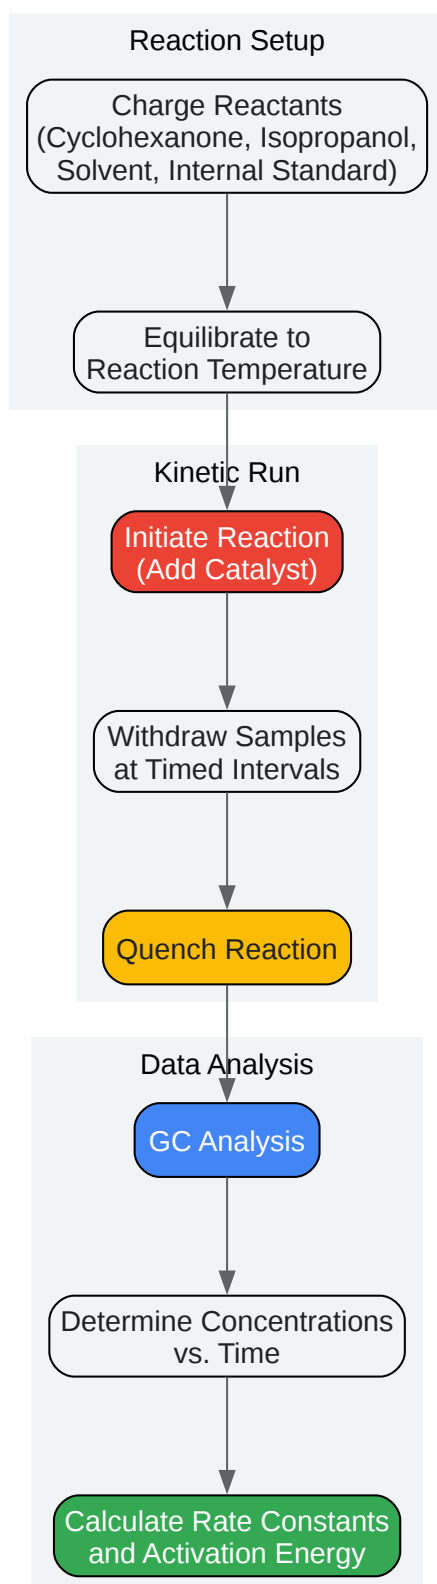 Reaction Setup
Charge Reactants
(Cyclohexanone, Isopropanol,
Solvent, Internal Standard)
Equilibrate to
Reaction Temperature
Kinetic Run
Initiate Reaction
(Add Catalyst)
Withdraw Samples
at Timed Intervals
Quench Reaction
Data Analysis
GC Analysis
Determine Concentrations
vs. Time
Calculate Rate Constants
and Activation Energy